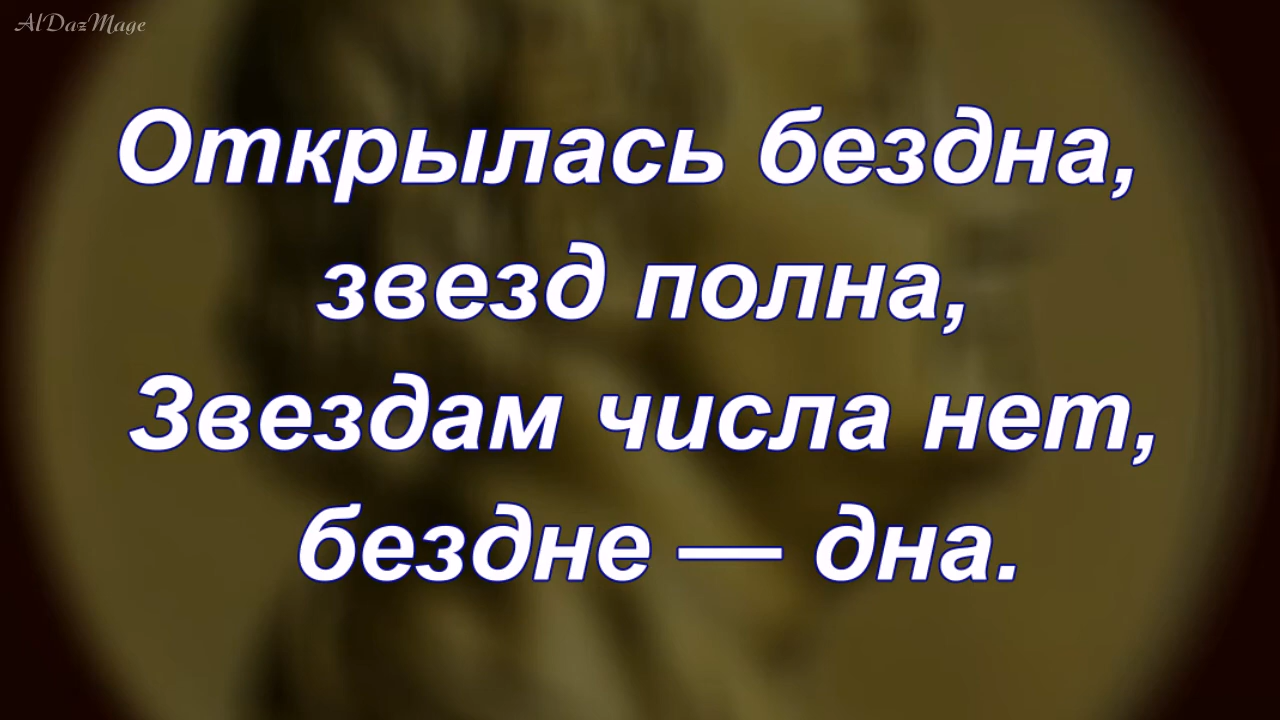 AlDazMage
Открылась бездна,
звезд полна,
Звездам числа нет,
бездне — дна.